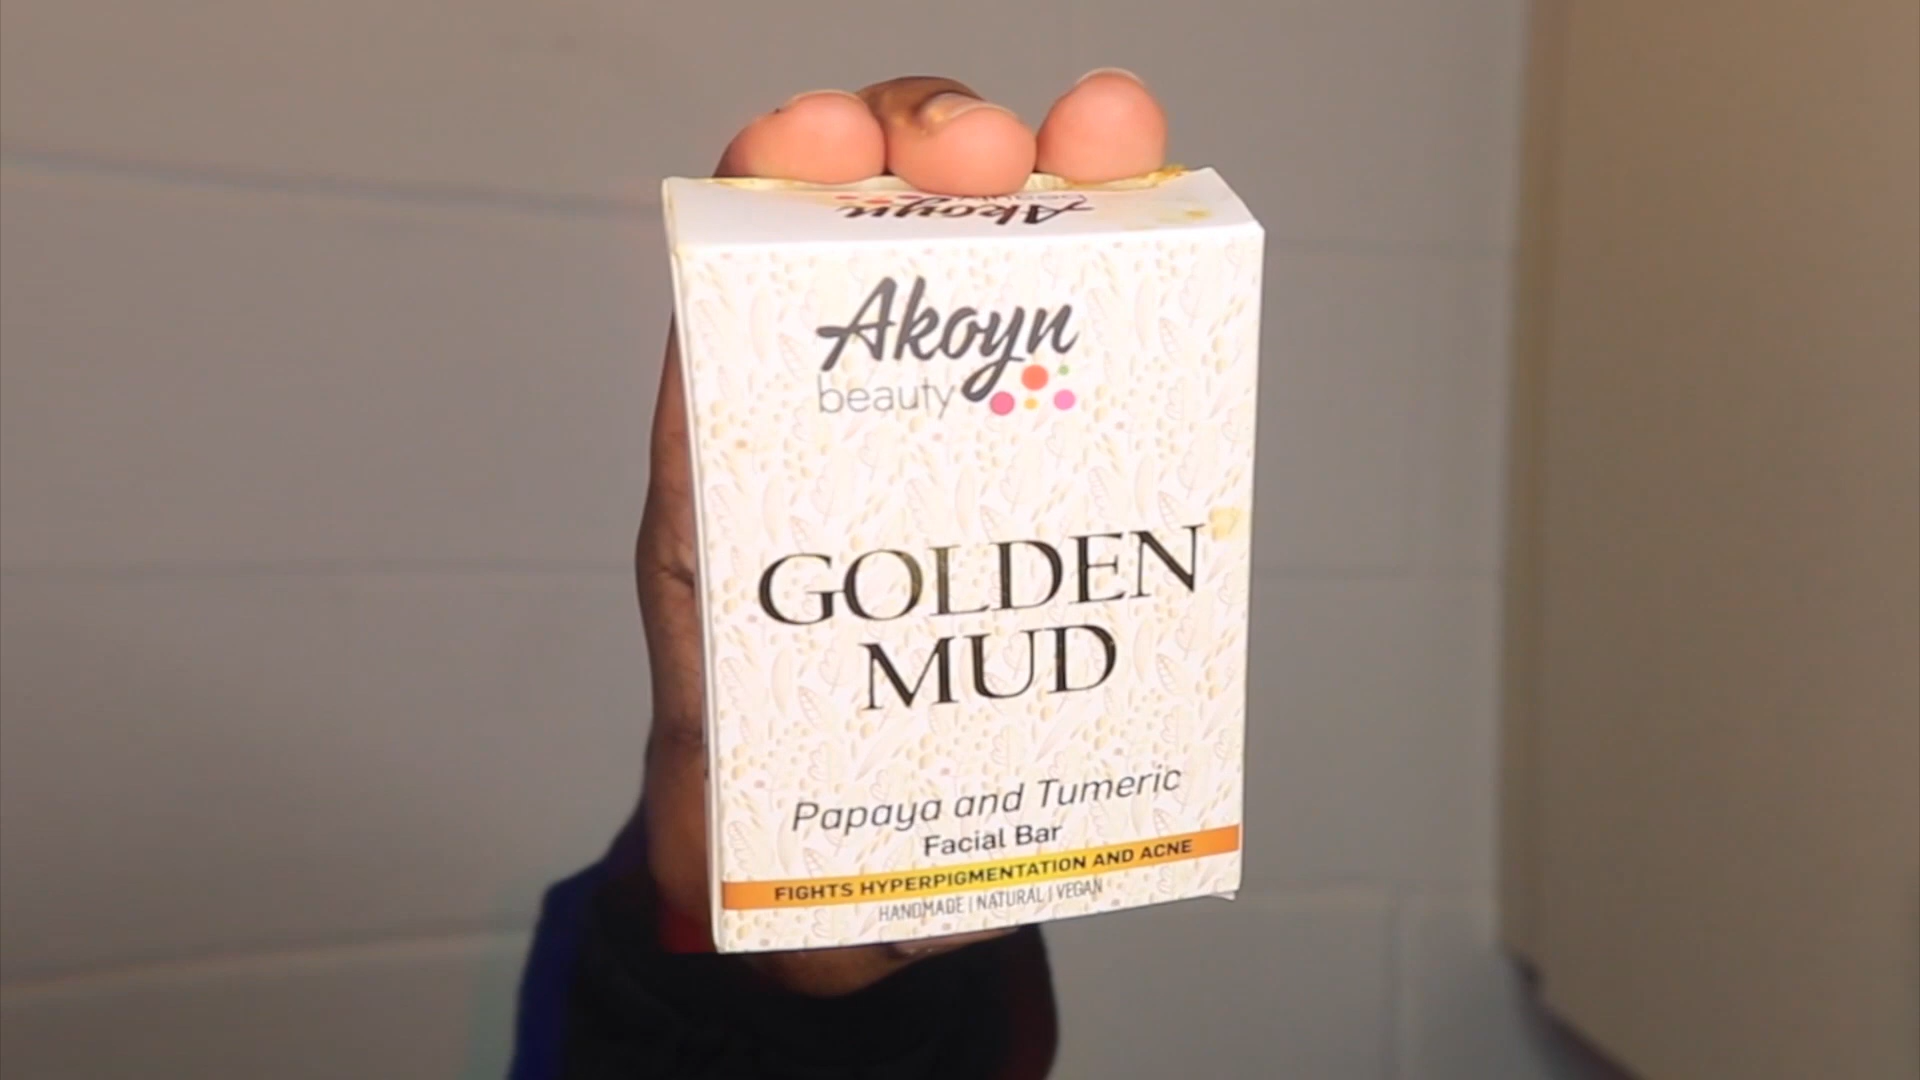 Akoyn
Akoyn
beauty
GOLDEN
MUD
Papaya and Tumeric
Facial Bar
FIGHTS HYPERPIGMENTATION AND ACNE
HANDMADE | NATURAL | VEGAN